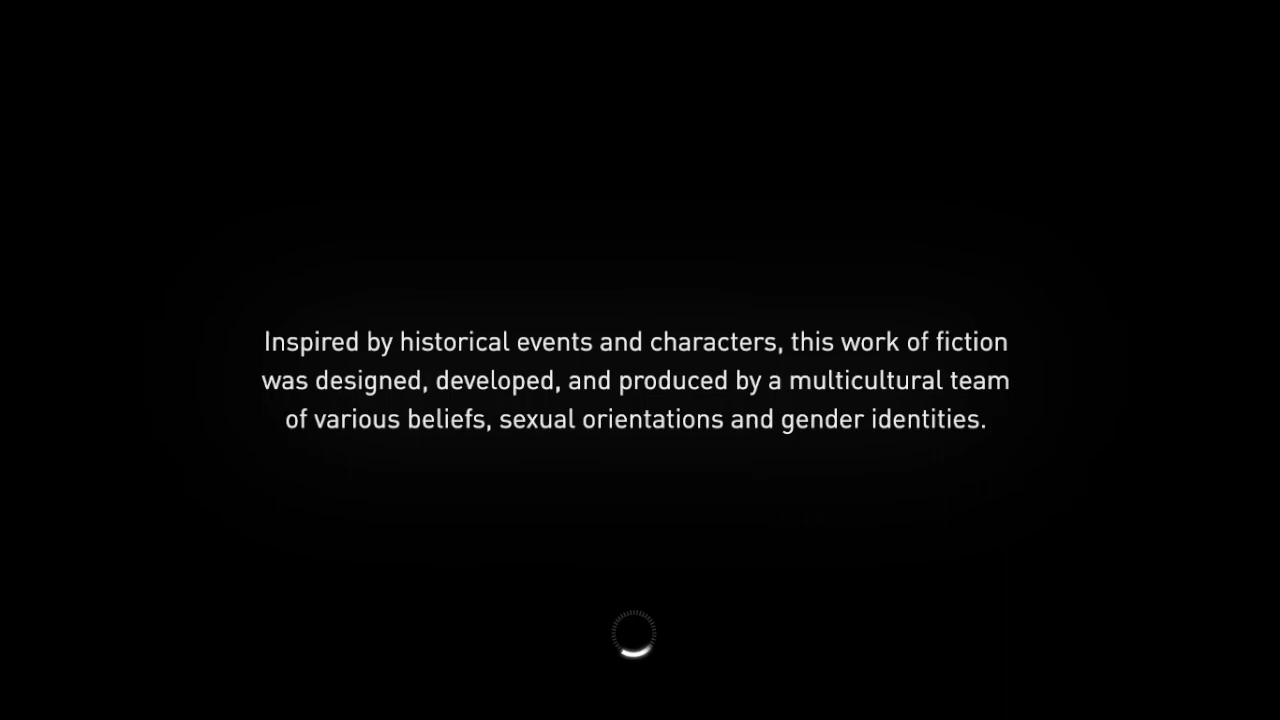 Inspired by historical events and characters, this work of fiction
was designed, developed, and produced by a multicultural team
of various beliefs, sexual orientations and gender identities.